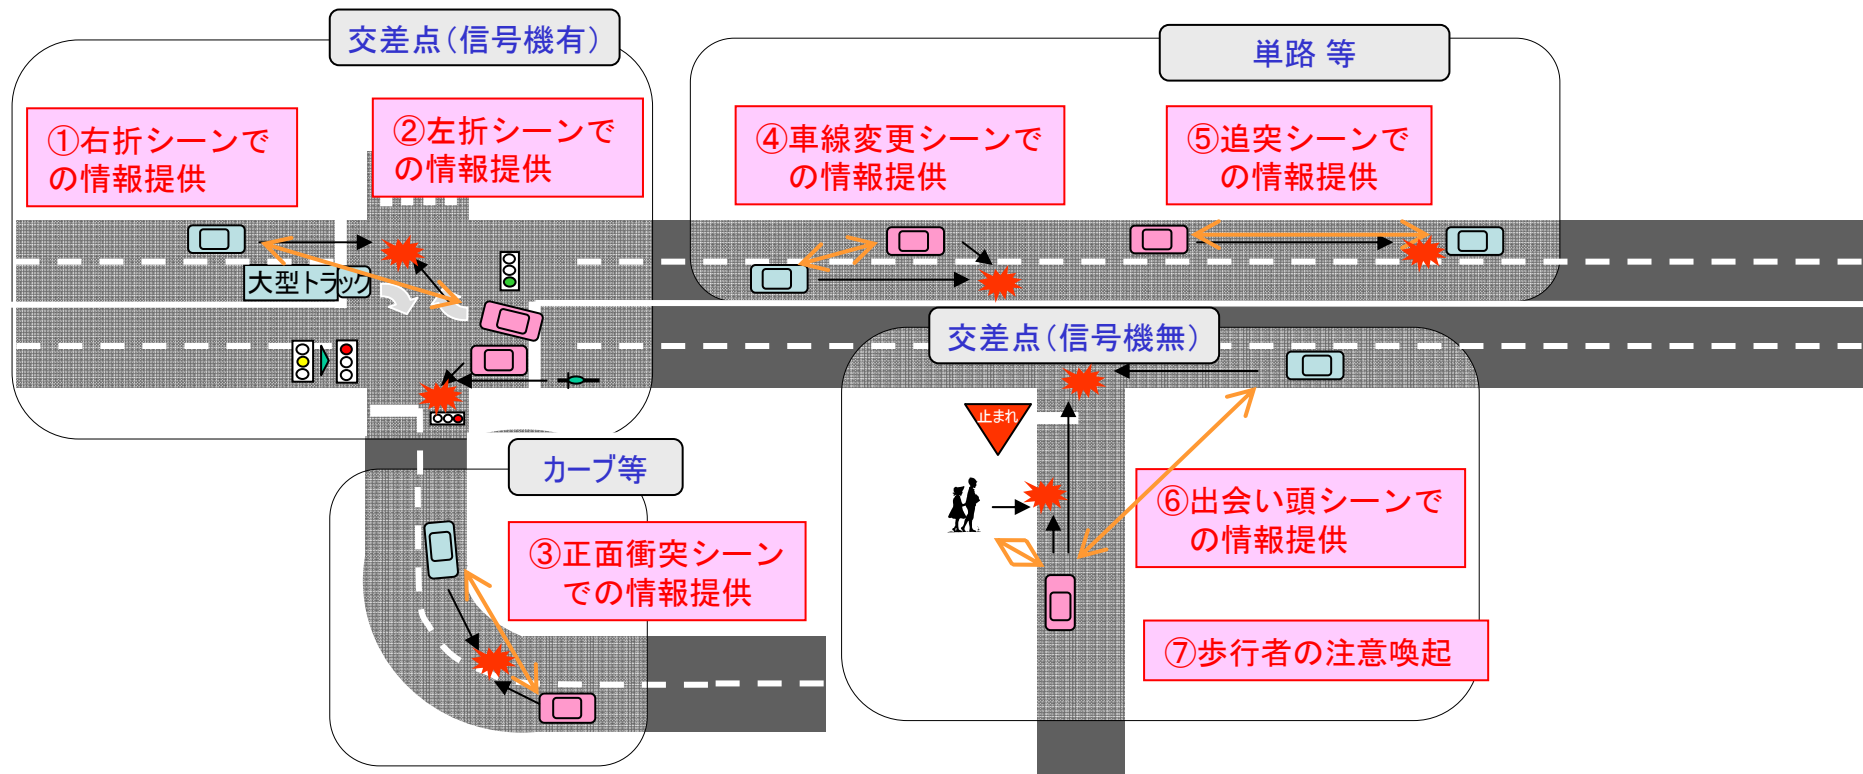 交差点(信号機有)
①右折シーンで
の情報提供
②左折シーンで
の情報提供
大型トラック
単路 等
④車線変更シーンで
の情報提供
⑤追突シーンで
の情報提供
カーブ等
③正面衝突シーン
での情報提供
交差点(信号機無)
止まれ
⑥出会い頭シーンで
の情報提供
⑦歩行者の注意喚起